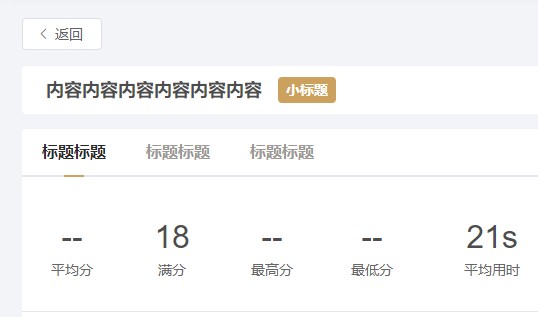 返回
内容内容内容内容内容内容 小标题
标题标题 标题标题 标题标题
-- 18 -- -- 21s
平均分 满分 最高分 最低分 平均用时